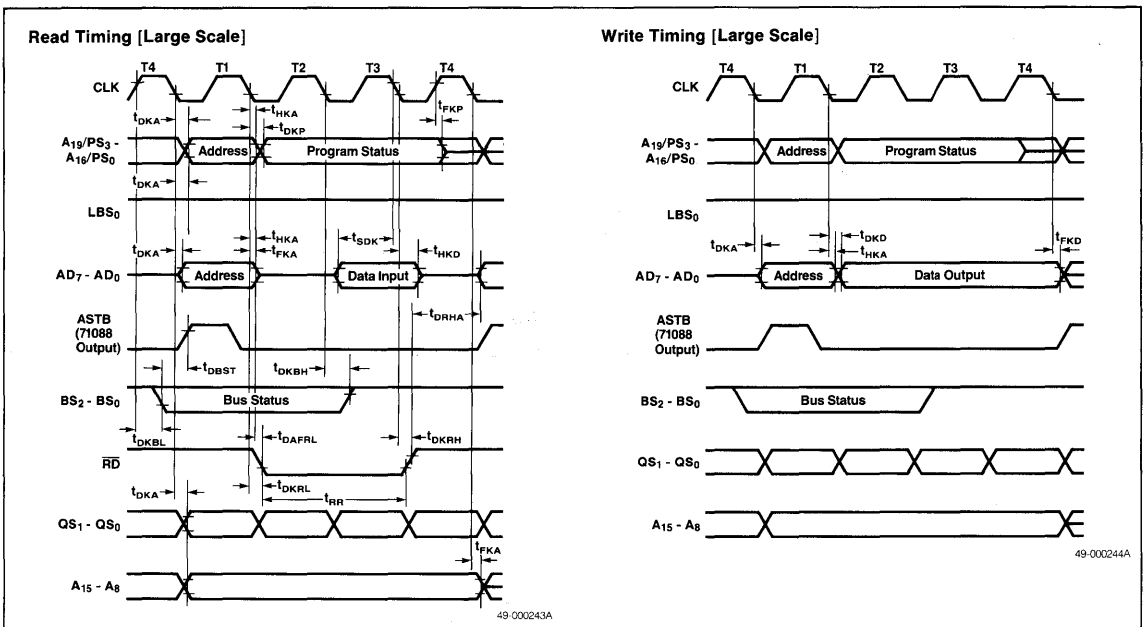 Read Timing [Large Scale]
T4 T1 T2 T3 T4
CLK
tDKA
tHKA
tDKP
tFKP
A19/PS3 -
A16/PS0
Address
Program Status
tDKA
LBS0
tDKA
tHKA
tFKA
tSDK
tHKD
AD7 - AD0
Address
Data Input
tDRHA
ASTB
(71088
Output)
tDBST
tDKBH
BS2 - BS0
Bus Status
tDKBL
tDAFRL
tDKRH
RD
tDKA
tDKRL
tRR
QS1 - QS0
tFKA
A15 - A8
49-000243A
Write Timing [Large Scale]
T4 T1 T2 T3 T4
CLK
A19/PS3 -
A16/PS0
Address
Program Status
LBS0
tDKA
tDKD
tHKA
tFKD
AD7 - AD0
Address
Data Output
ASTB
(71088
Output)
BS2 - BS0
Bus Status
QS1 - QS0
A15 - A8
49-000244A